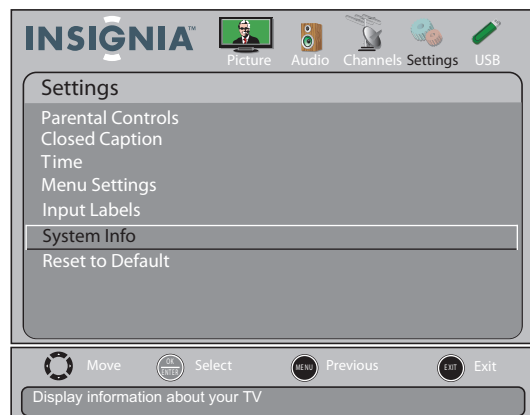 INSIGNIA™
Picture Audio Channels Settings USB
Settings
Parental Controls
Closed Caption
Time
Menu Settings
Input Labels
System Info
Reset to Default
Move OK ENTER Select MENU Previous EXIT Exit
Display information about your TV